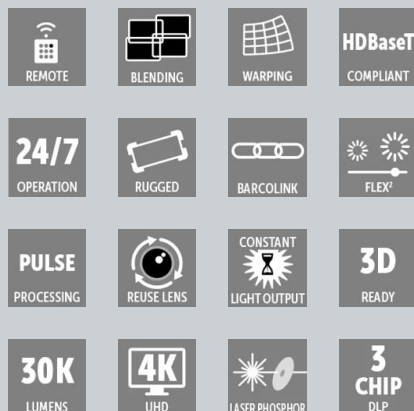 REMOTE
BLENDING
WARPING
HDBaseT
COMPLIANT
24/7
OPERATION
RUGGED
BARCOLINK
FLEX²
PULSE
PROCESSING
REUSE LENS
CONSTANT
LIGHT OUTPUT
3D
READY
30K
LUMENS
4K
UHD
LASER PHOSPHOR
3
CHIP
DLP